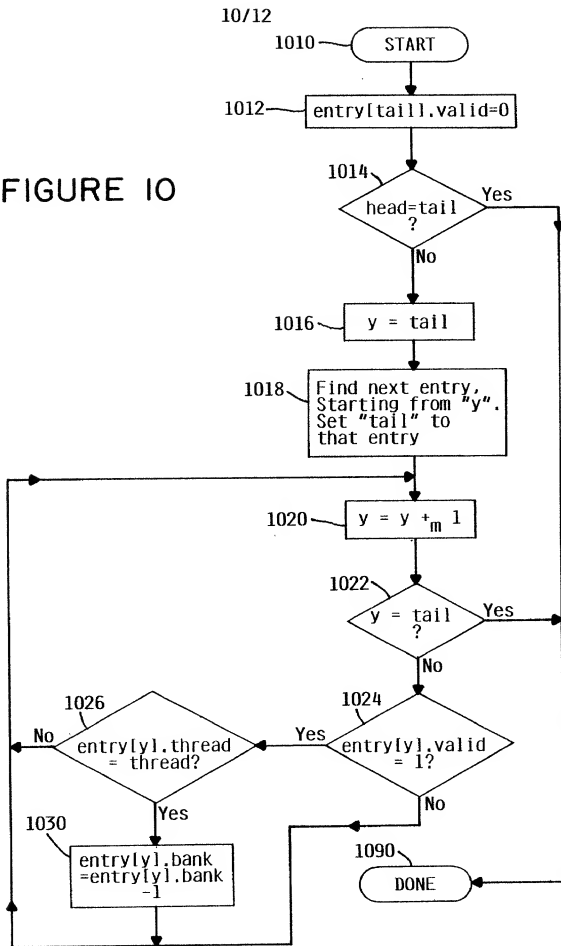 10/12
1010
START
1012
entry[tail].valid=0
FIGURE 10
1014
head=tail
?
Yes
No
1016
y = tail
1018
Find next entry,
Starting from "y".
Set "tail" to
that entry
1020
y = y +m 1
1022
y = tail
?
Yes
No
1024
entry[y].valid
= 1?
Yes
No
1026
entry[y].thread
= thread?
No
Yes
1030
entry[y].bank
=entry[y].bank
-1
1090
DONE